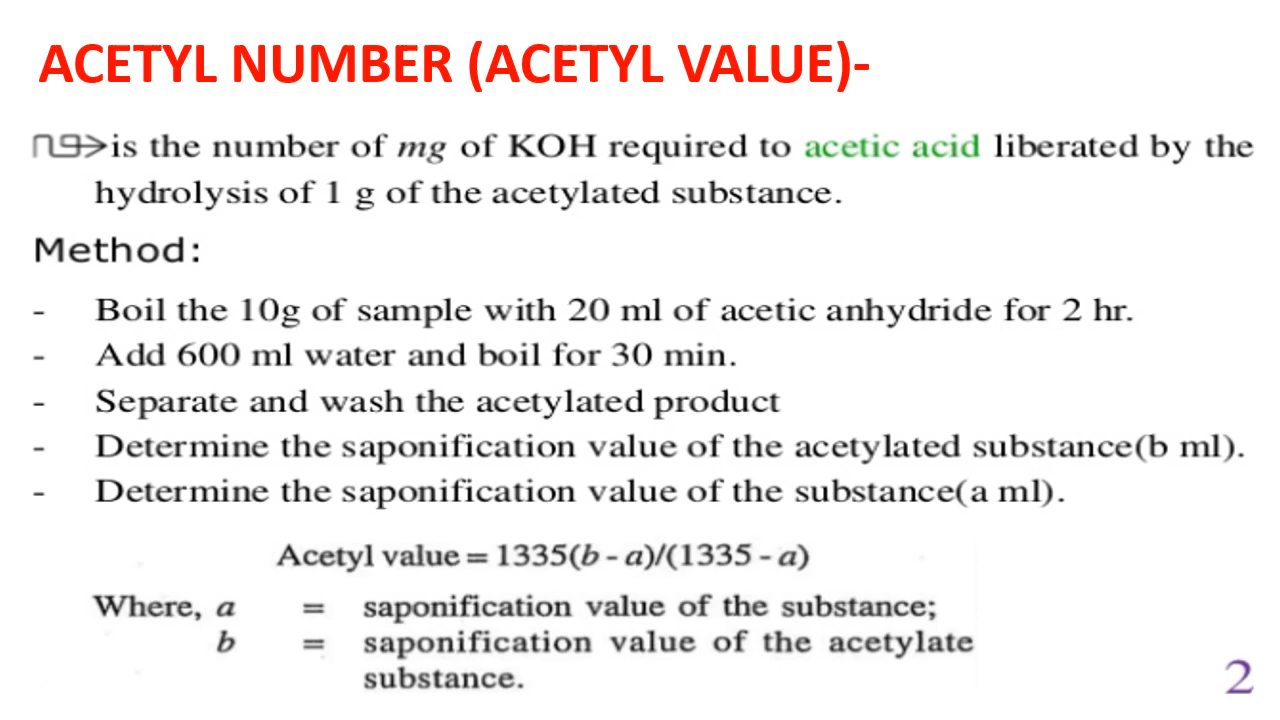 ACETYL NUMBER (ACETYL VALUE)-
is the number of mg of KOH required to acetic acid liberated by the
hydrolysis of 1 g of the acetylated substance.
Method:
- Boil the 10g of sample with 20 ml of acetic anhydride for 2 hr.
- Add 600 ml water and boil for 30 min.
- Separate and wash the acetylated product
- Determine the saponification value of the acetylated substance(b ml).
- Determine the saponification value of the substance(a ml).
Acetyl value = 1335(b - a)/(1335 - a)
Where, a = saponification value of the substance;
b = saponification value of the acetylate
substance.
2